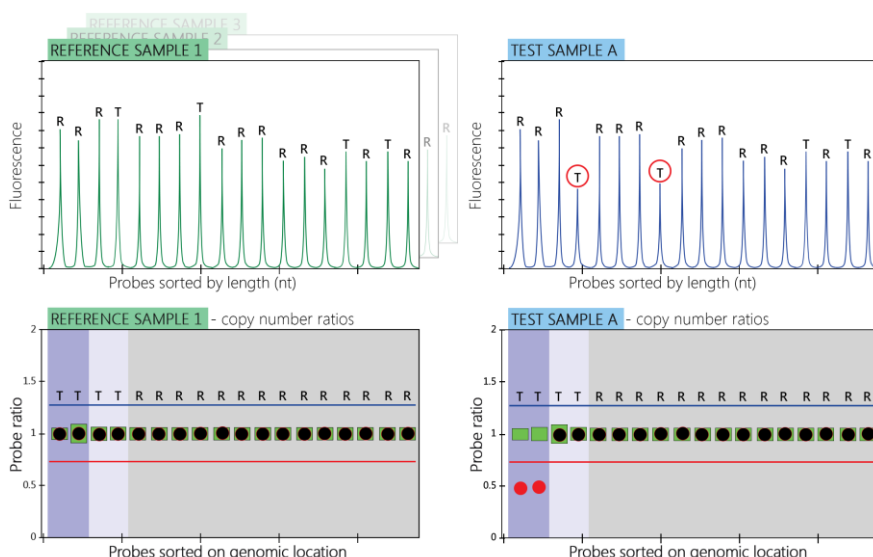 REFERENCE SAMPLE 3
REFERENCE SAMPLE 2
REFERENCE SAMPLE 1
R R R T R R R T R R R R R R T R T R R R
Fluorescence
Probes sorted by length (nt)
TEST SAMPLE A
R R R T R R R T R R R R R R T R T R
Fluorescence
Probes sorted by length (nt)
REFERENCE SAMPLE 1 - copy number ratios
2
1.5
1
0.5
0
T T T T R R R R R R R R R R R R R R
Probe ratio
Probes sorted on genomic location
TEST SAMPLE A - copy number ratios
2
1.5
1
0.5
0
T T T T R R R R R R R R R R R R R R
Probe ratio
Probes sorted on genomic location